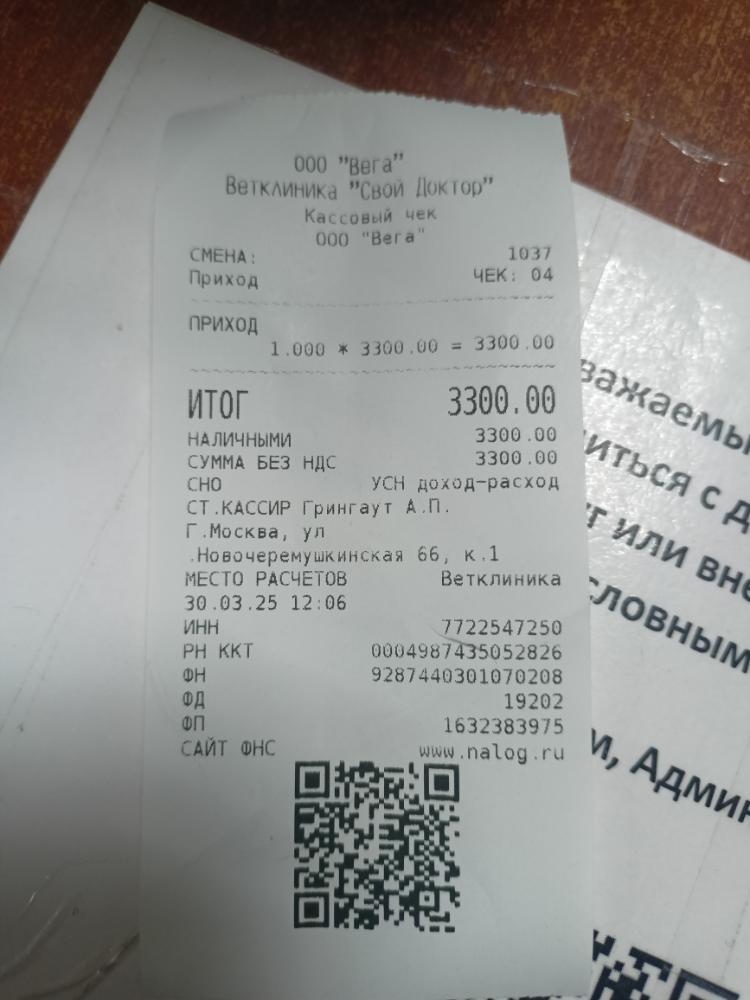 ООО "Вега"
Ветклиника "Свой Доктор"
Кассовый чек
ООО "Вега"
СМЕНА: 1037
Приход ЧЕК: 04
ПРИХОД
1.000 * 3300.00 = 3300.00
ИТОГ 3300.00
НАЛИЧНЫМИ 3300.00
СУММА БЕЗ НДС 3300.00
СНО УСН доход-расход
СТ.КАССИР Грингаут А.П.
Г.Москва, ул
.Новочеремушкинская 66, к.1
МЕСТО РАСЧЕТОВ Ветклиника
30.03.25 12:06
ИНН 7722547250
РН ККТ 0004987435052826
ФН 9287440301070208
ФД 19202
ФП 1632383975
САЙТ ФНС www.nalog.ru
важаемы
иться с д
т или вне
словным
м, Админ